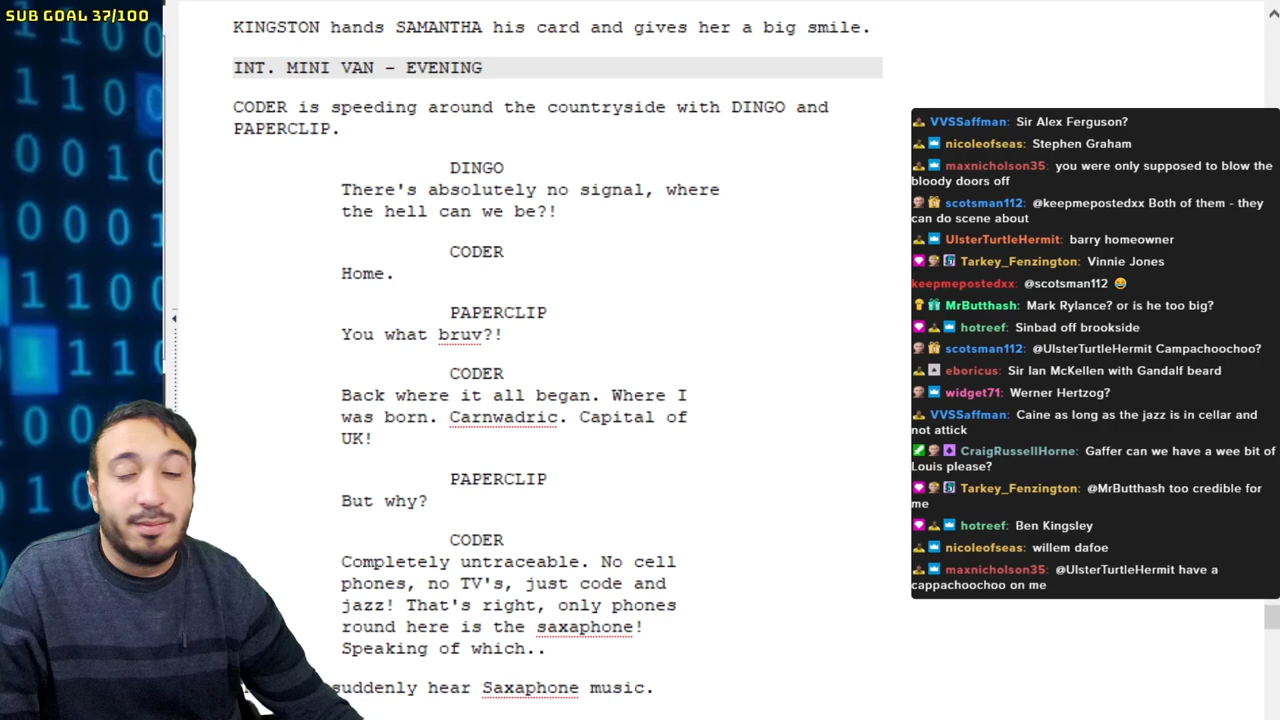 SUB GOAL 37/100
KINGSTON hands SAMANTHA his card and gives her a big smile.
INT. MINI VAN - EVENING
CODER is speeding around the countryside with DINGO and
PAPERCLIP.
DINGO
There's absolutely no signal, where
the hell can we be?!
CODER
Home.
PAPERCLIP
You what bruv?!
CODER
Back where it all began. Where I
was born. Carnwadric. Capital of
UK!
PAPERCLIP
But why?
CODER
Completely untraceable. No cell
phones, no TV's, just code and
jazz! That's right, only phones
round here is the saxaphone!
Speaking of which..
suddenly hear Saxaphone music.
VVSSaffman: Sir Alex Ferguson?
nicoleofseas: Stephen Graham
maxnicholson35: you were only supposed to blow the
bloody doors off
scotsman112: @keepmepostedxx Both of them - they
can do scene about
UlsterTurtleHermit: barry homeowner
Tarkey_Fenzington: Vinnie Jones
keepmepostedxx: @scotsman112
MrButthash: Mark Rylance? or is he too big?
hotreef: Sinbad off brookside
scotsman112: @UlsterTurtleHermit Campachoochoo?
eboricus: Sir Ian McKellen with Gandalf beard
widget71: Werner Hertzog?
VVSSaffman: Caine as long as the jazz is in cellar and
not attick
CraigRussellHorne: Gaffer can we have a wee bit of
Louis please?
Tarkey_Fenzington: @MrButthash too credible for
me
hotreef: Ben Kingsley
nicoleofseas: willem dafoe
maxnicholson35: @UlsterTurtleHermit have a
cappachoochoo on me